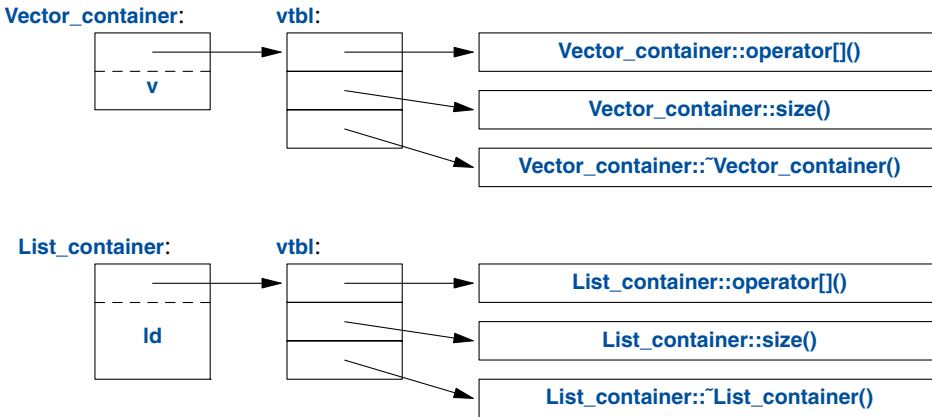 Vector_container: vtbl:
Vector_container::operator[]()
v
Vector_container::size()
Vector_container::~Vector_container()
List_container: vtbl:
List_container::operator[]()
ld
List_container::size()
List_container::~List_container()